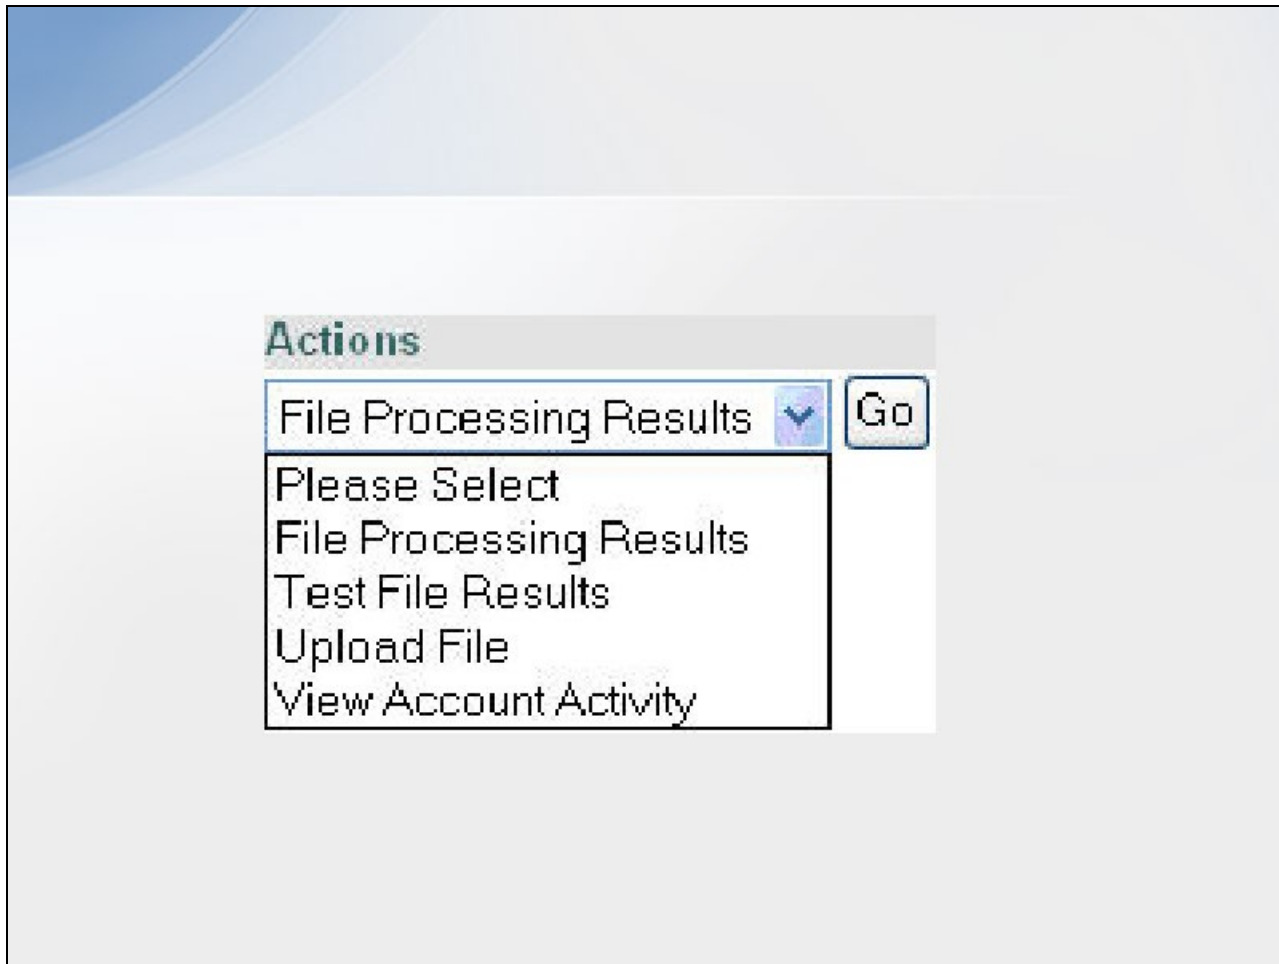 Actions
File Processing Results Go
Please Select
File Processing Results
Test File Results
Upload File
View Account Activity